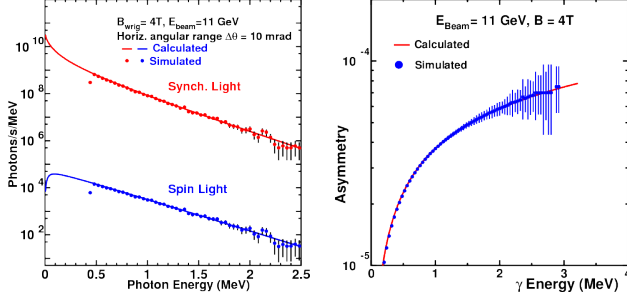 B_wrig = 4T, E_beam = 11 GeV
Horiz. angular range Δθ = 10 mrad
Calculated
Simulated
Synch. Light
Spin Light
Photons/s/MeV
10^10
10^8
10^6
10^4
10^2
0 0.5 1 1.5 2 2.5
Photon Energy (MeV)
E_Beam = 11 GeV, B = 4T
Calculated
Simulated
Asymmetry
10^-4
10^-5
0 1 2 3 4
γ Energy (MeV)